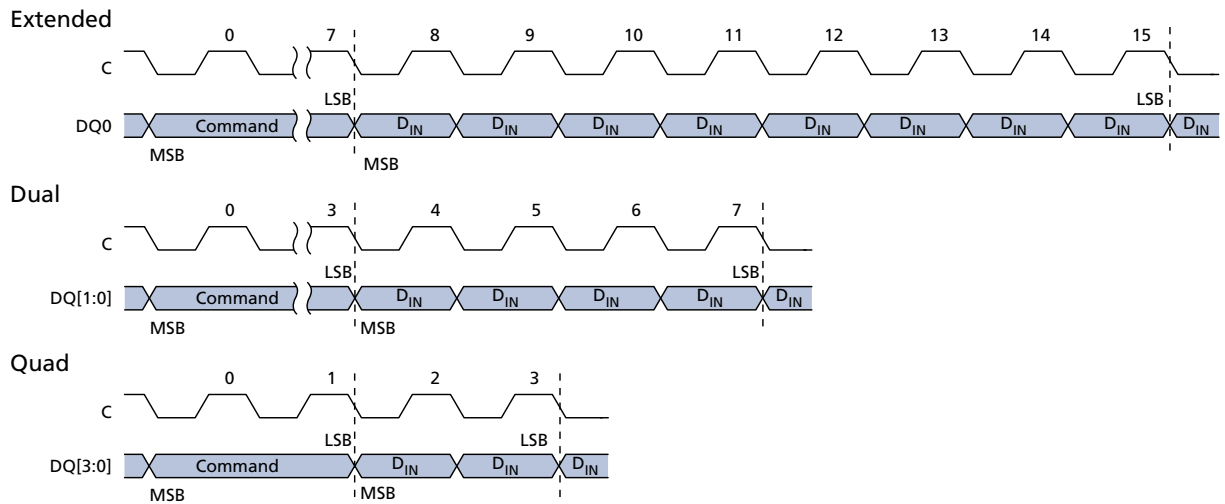 Extended
0 7 8 9 10 11 12 13 14 15
C
LSB LSB
DQ0 Command DIN DIN DIN DIN DIN DIN DIN DIN DIN
MSB MSB
Dual
0 3 4 5 6 7
C
LSB LSB
DQ[1:0] Command DIN DIN DIN DIN DIN
MSB MSB
Quad
0 1 2 3
C
LSB LSB
DQ[3:0] Command DIN DIN DIN
MSB MSB